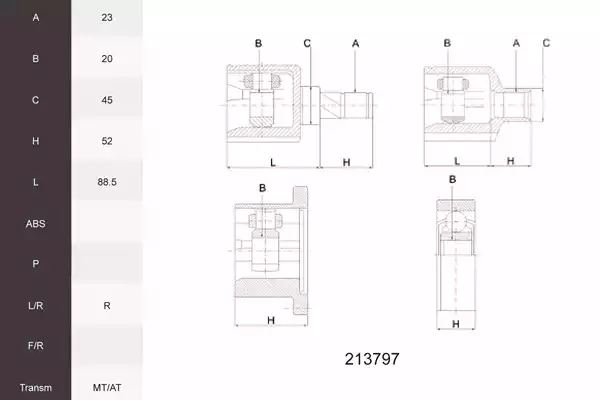 A 23
B 20
C 45
H 52
L 88.5
ABS
P
L/R R
F/R
Transm MT/AT
B C A
L H
B A C
L H
B
H
B
H
213797